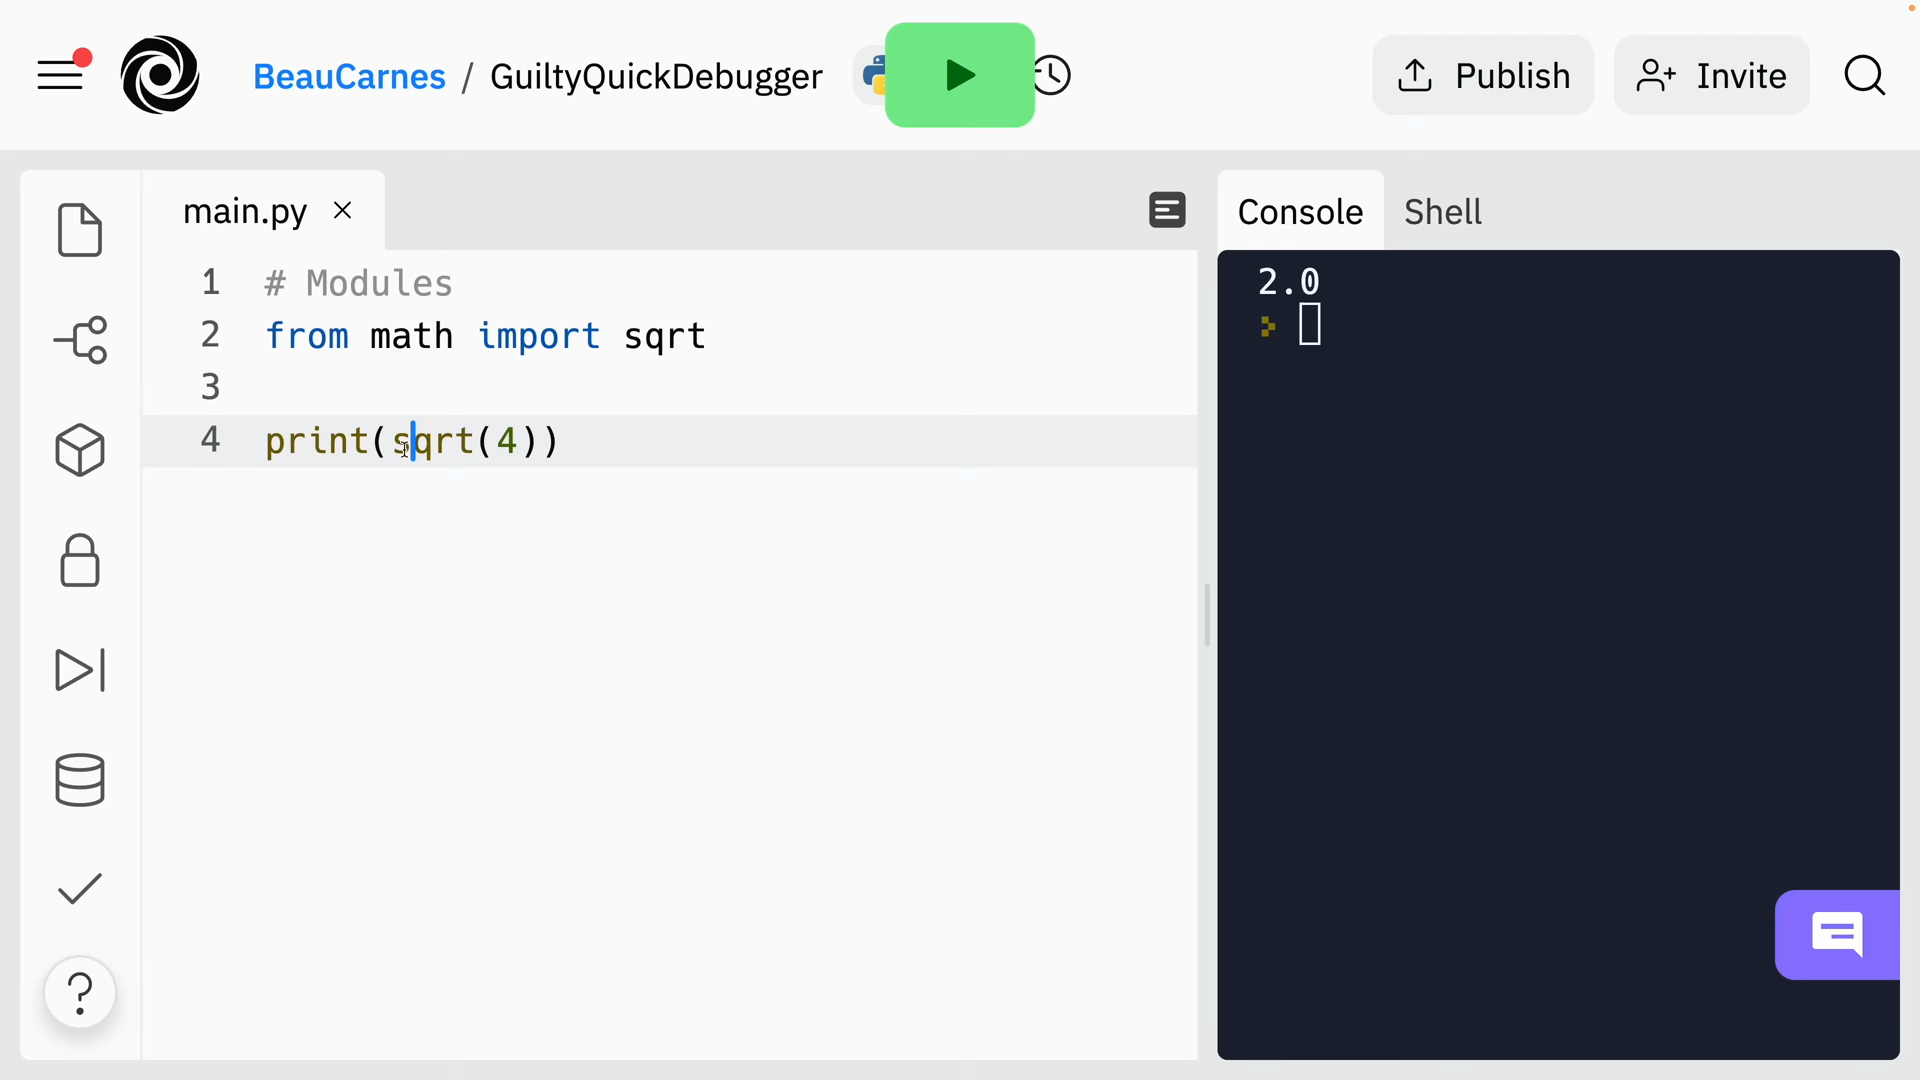 BeauCarnes / GuiltyQuickDebugger
Publish
Invite
main.py
Console
Shell
1 # Modules
2 from math import sqrt
3
4 print(sqrt(4))
2.0